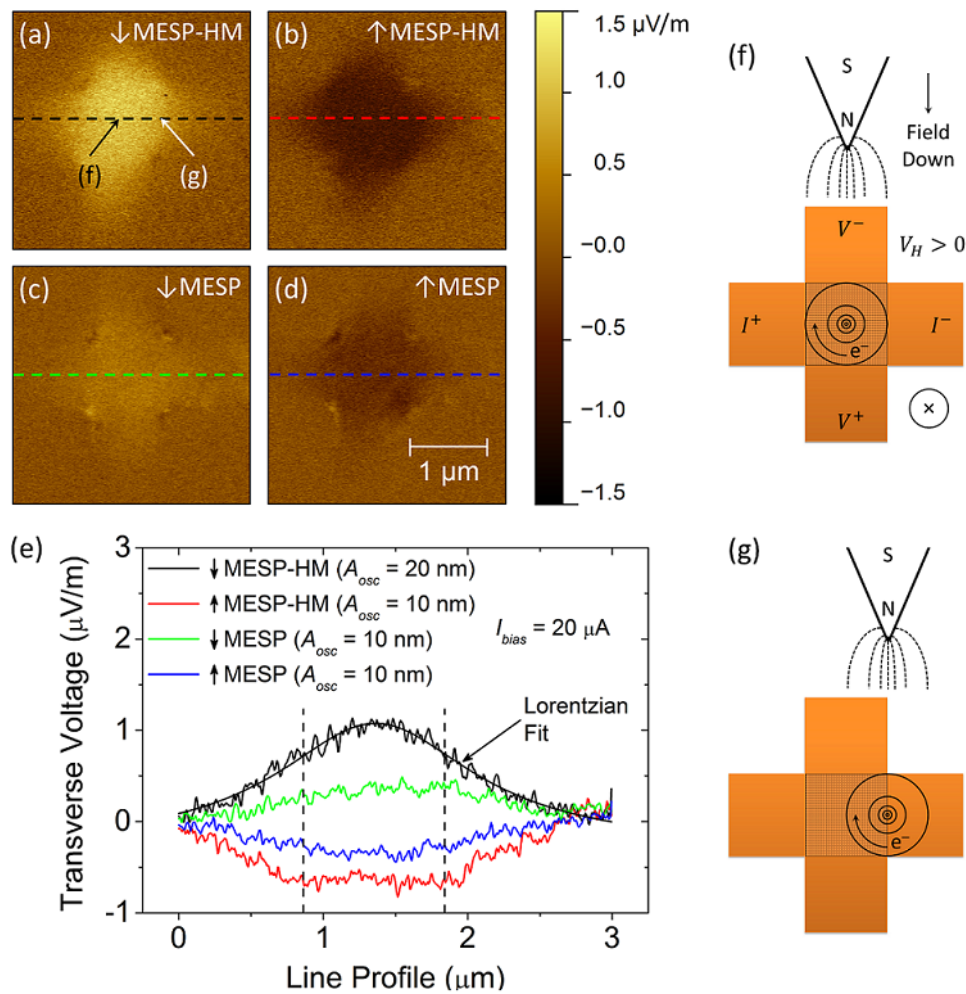 (a) ↓MESP-HM
(b) ↑MESP-HM
(f)
(g)
(c) ↓MESP
(d) ↑MESP
1 μm
1.5 μV/m
1.0
0.5
−0.0
−0.5
−1.0
−1.5
(e)
Transverse Voltage (μV/m)
3
2
1
0
-1
↓MESP-HM (A_osc = 20 nm)
↑MESP-HM (A_osc = 10 nm)
↓MESP (A_osc = 10 nm)
↑MESP (A_osc = 10 nm)
I_bias = 20 μA
Lorentzian
Fit
0 1 2 3
Line Profile (μm)
(f)
S
N
Field
Down
V−
V_H > 0
I+ I−
e−
V+
×
(g)
S
N
e−